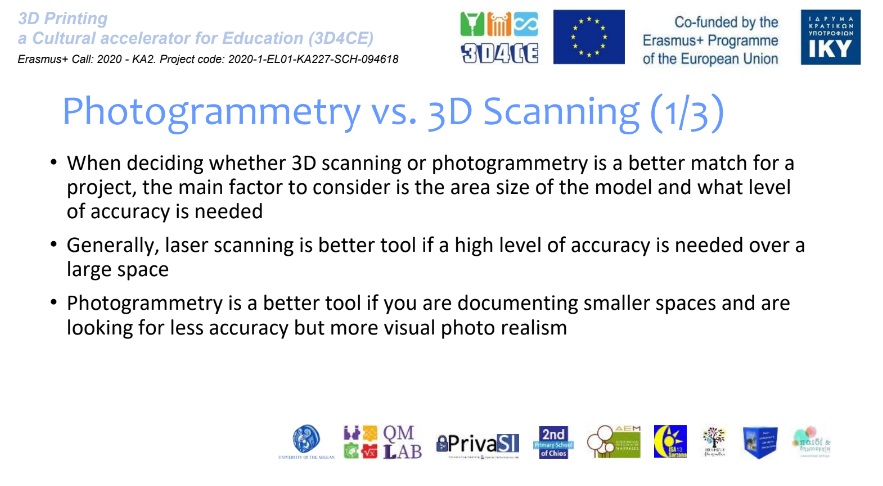 3D Printing
a Cultural accelerator for Education (3D4CE)
Erasmus+ Call: 2020 - KA2. Project code: 2020-1-EL01-KA227-SCH-094618
3D4CE
Co-funded by the
Erasmus+ Programme
of the European Union
ΙΔΡΥΜΑ
ΚΡΑΤΙΚΩΝ
ΥΠΟΤΡΟΦΙΩΝ
ΙΚΥ
Photogrammetry vs. 3D Scanning (1/3)
• When deciding whether 3D scanning or photogrammetry is a better match for a
project, the main factor to consider is the area size of the model and what level
of accuracy is needed
• Generally, laser scanning is better tool if a high level of accuracy is needed over a
large space
• Photogrammetry is a better tool if you are documenting smaller spaces and are
looking for less accuracy but more visual photo realism
UNIVERSITY OF THE AEGEAN
QM
LAB
PrivaSI
2nd
Primary School
of Chios